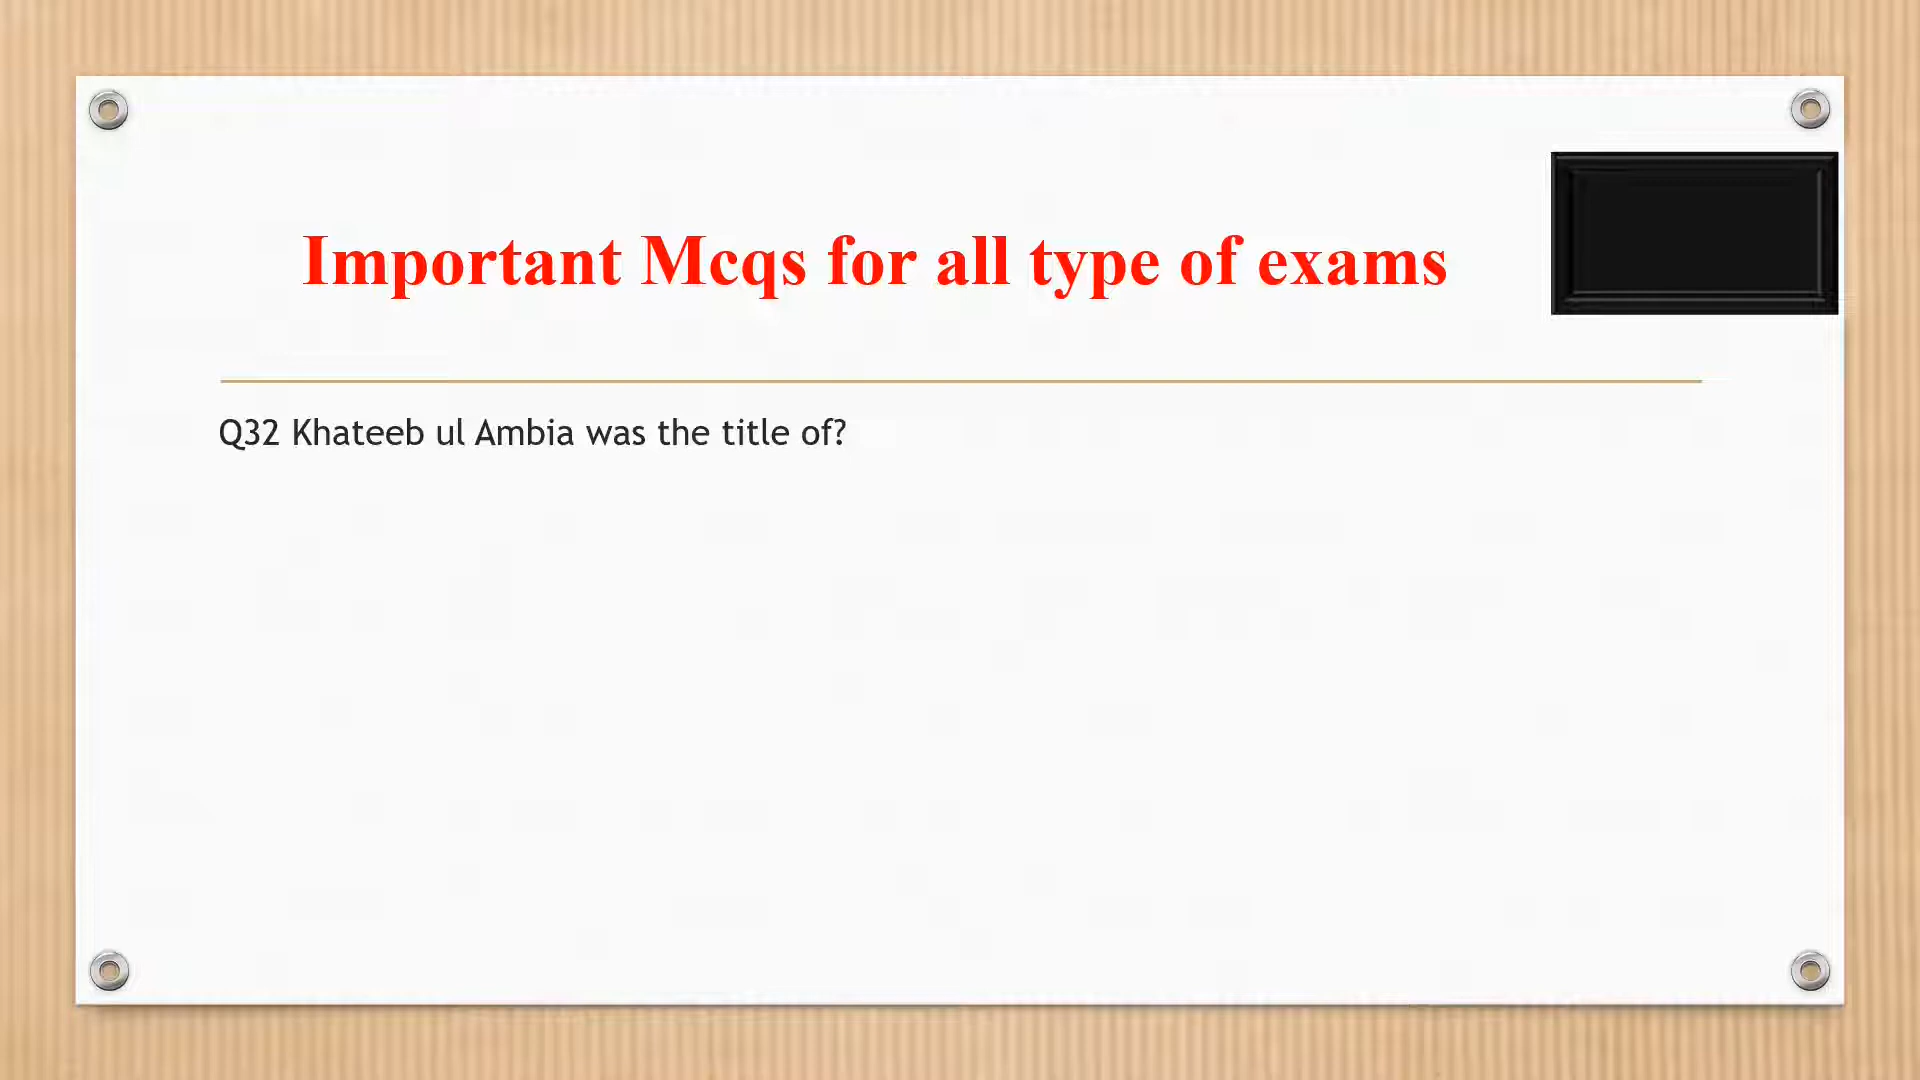 Important Mcqs for all type of exams
Q32 Khateeb ul Ambia was the title of?